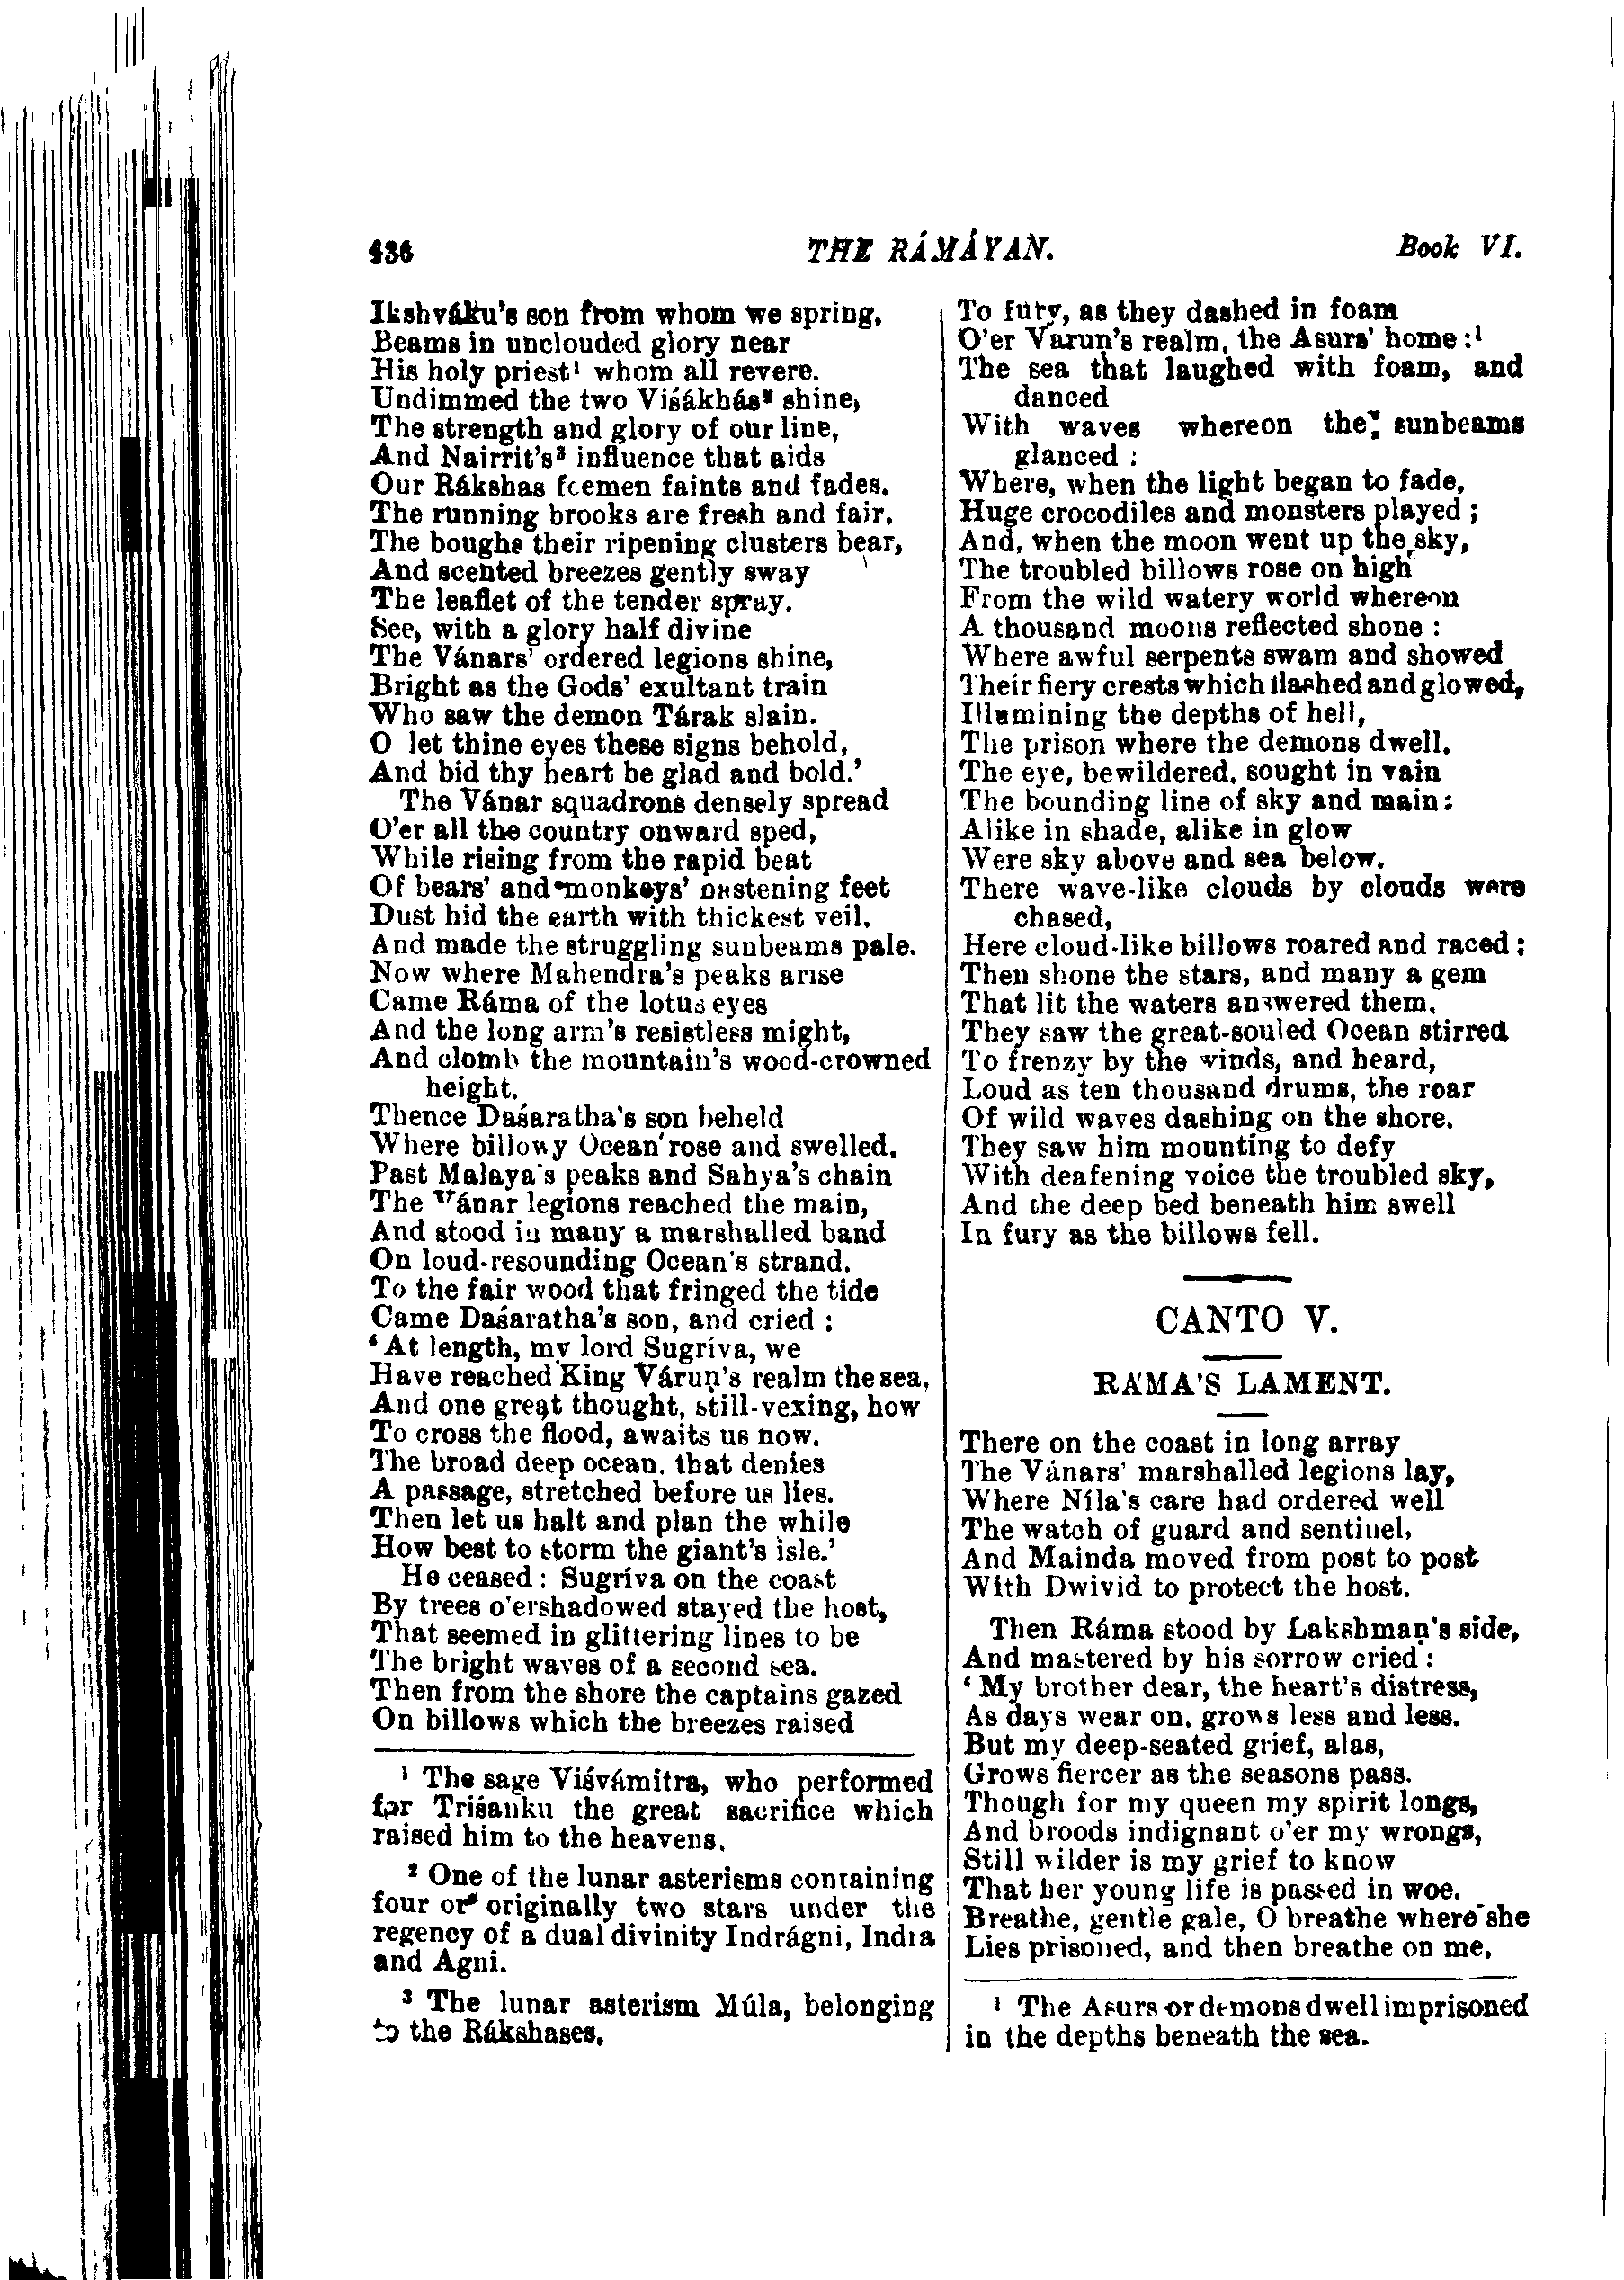 436
THE RÁMÁYAN.
Book VI.
Ikshváku's son from whom we spring,
Beams in unclouded glory near
His holy priest¹ whom all revere.
Undimmed the two Viśákhás² shine,
The strength and glory of our line,
And Nairrit's³ influence that aids
Our Rákshas foemen faints and fades.
The running brooks are fresh and fair,
The boughs their ripening clusters bear,
And scented breezes gently sway
The leaflet of the tender spray.
See, with a glory half divine
The Vánars' ordered legions shine,
Bright as the Gods' exultant train
Who saw the demon Tárak slain.
O let thine eyes these signs behold,
And bid thy heart be glad and bold.'
The Vánar squadrons densely spread
O'er all the country onward sped,
While rising from the rapid beat
Of bears' and monkeys' hastening feet
Dust hid the earth with thickest veil,
And made the struggling sunbeams pale.
Now where Mahendra's peaks arise
Came Ráma of the lotus eyes
And the long arm's resistless might,
And clomb the mountain's wood-crowned
height.
Thence Daśaratha's son beheld
Where billowy Ocean rose and swelled,
Past Malaya's peaks and Sahya's chain
The Vánar legions reached the main,
And stood in many a marshalled band
On loud-resounding Ocean's strand.
To the fair wood that fringed the tide
Came Daśaratha's son, and cried :
'At length, my lord Sugríva, we
Have reached King Váruṇ's realm the sea,
And one great thought, still-vexing, how
To cross the flood, awaits us now.
The broad deep ocean, that denies
A passage, stretched before us lies.
Then let us halt and plan the while
How best to storm the giant's isle.'
He ceased : Sugríva on the coast
By trees o'ershadowed stayed the host,
That seemed in glittering lines to be
The bright waves of a second sea.
Then from the shore the captains gazed
On billows which the breezes raised
¹ The sage Viśvámitra, who performed
for Triśanku the great sacrifice which
raised him to the heavens.
² One of the lunar asterisms containing
four or originally two stars under the
regency of a dual divinity Indrágni, India
and Agni.
³ The lunar asterism Múla, belonging
to the Rákshases.
To fury, as they dashed in foam
O'er Varuṇ's realm, the Asurs' home :¹
The sea that laughed with foam, and
danced
With waves whereon the sunbeams
glanced :
Where, when the light began to fade,
Huge crocodiles and monsters played ;
And, when the moon went up the sky,
The troubled billows rose on high
From the wild watery world whereon
A thousand moons reflected shone :
Where awful serpents swam and showed
Their fiery crests which flashed and glowed,
Illumining the depths of hell,
The prison where the demons dwell.
The eye, bewildered, sought in vain
The bounding line of sky and main :
Alike in shade, alike in glow
Were sky above and sea below.
There wave-like clouds by clouds were
chased,
Here cloud-like billows roared and raced :
Then shone the stars, and many a gem
That lit the waters answered them.
They saw the great-souled Ocean stirred
To frenzy by the winds, and heard,
Loud as ten thousand drums, the roar
Of wild waves dashing on the shore.
They saw him mounting to defy
With deafening voice the troubled sky,
And the deep bed beneath him swell
In fury as the billows fell.
CANTO V.
RÁMA'S LAMENT.
There on the coast in long array
The Vánars' marshalled legions lay,
Where Níla's care had ordered well
The watch of guard and sentinel,
And Mainda moved from post to post
With Dwivid to protect the host.
Then Ráma stood by Lakshmaṇ's side,
And mastered by his sorrow cried :
'My brother dear, the heart's distress,
As days wear on, grows less and less.
But my deep-seated grief, alas,
Grows fiercer as the seasons pass.
Though for my queen my spirit longs,
And broods indignant o'er my wrongs,
Still wilder is my grief to know
That her young life is passed in woe.
Breathe, gentle gale, O breathe where she
Lies prisoned, and then breathe on me,
¹ The Asurs or demons dwell imprisoned
in the depths beneath the sea.